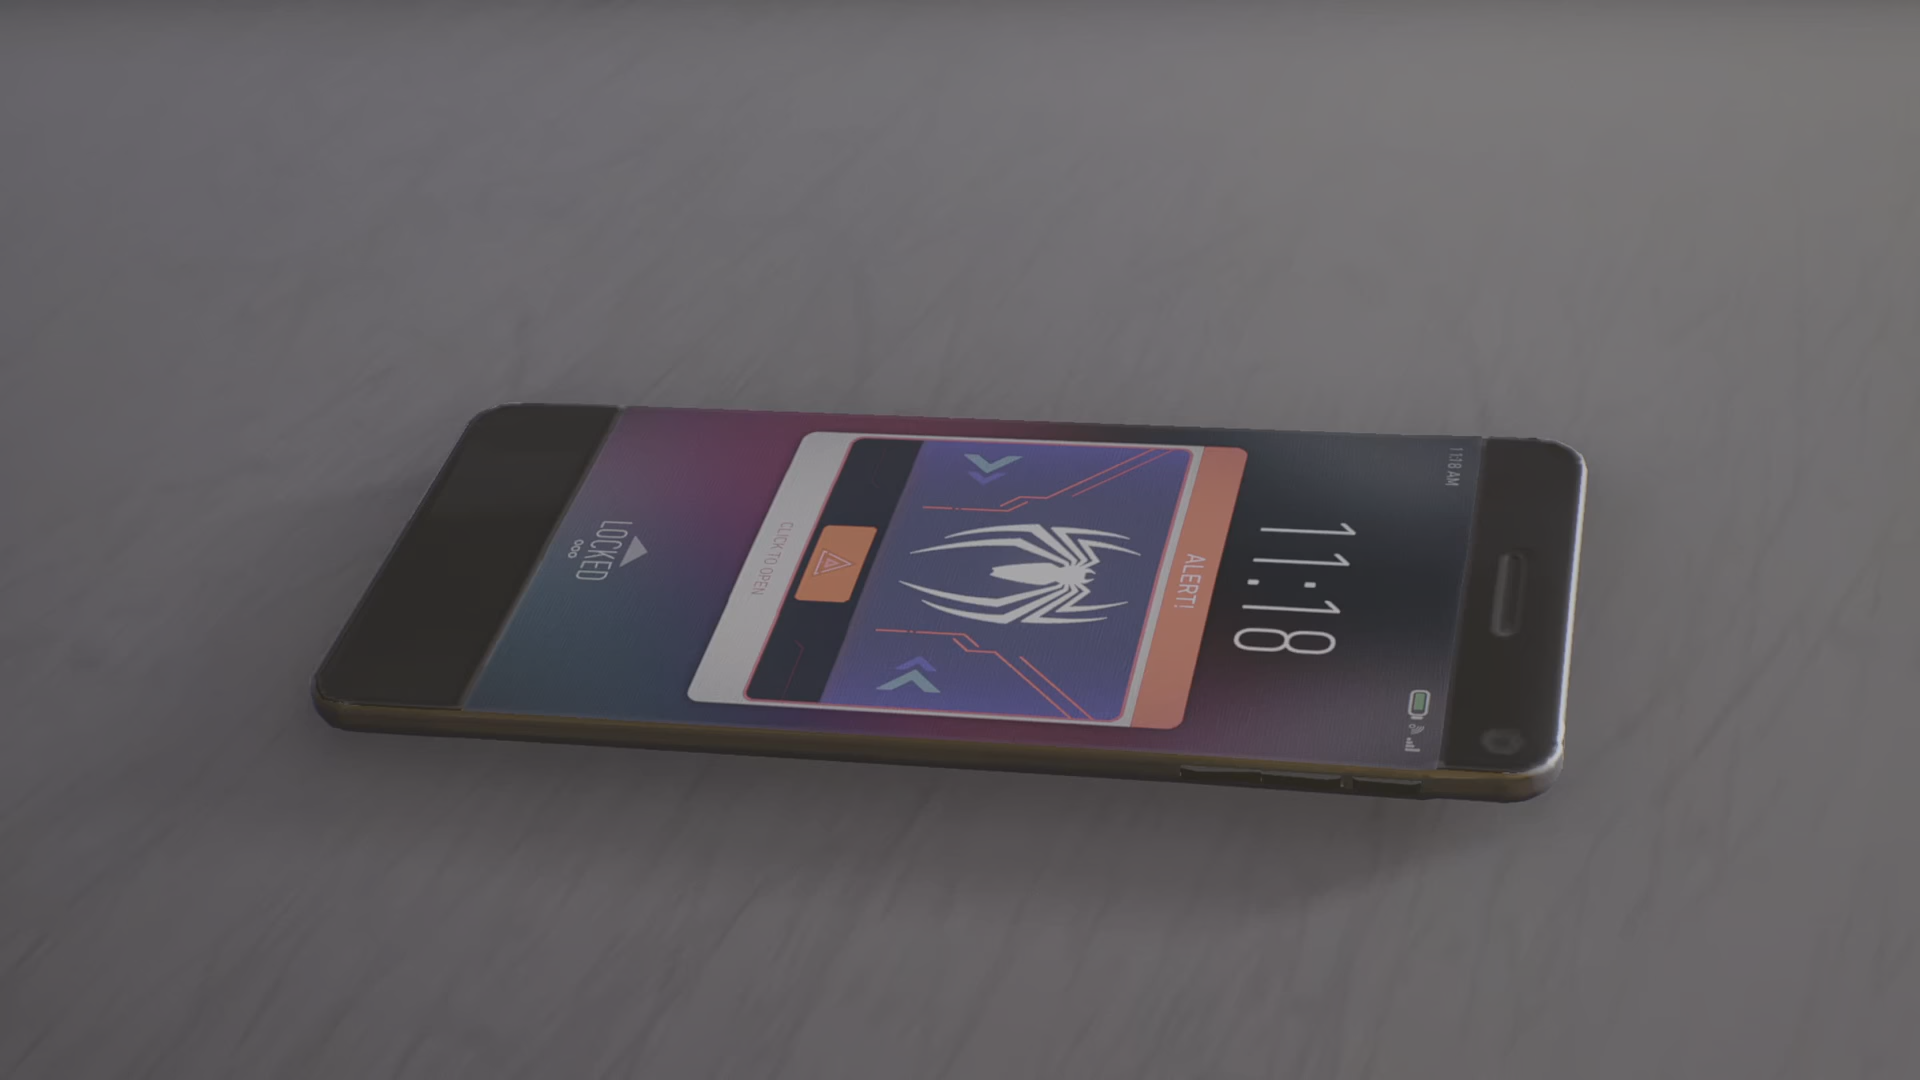 11:18 AM
11:18
ALERT!
CLICK TO OPEN.
LOCKED